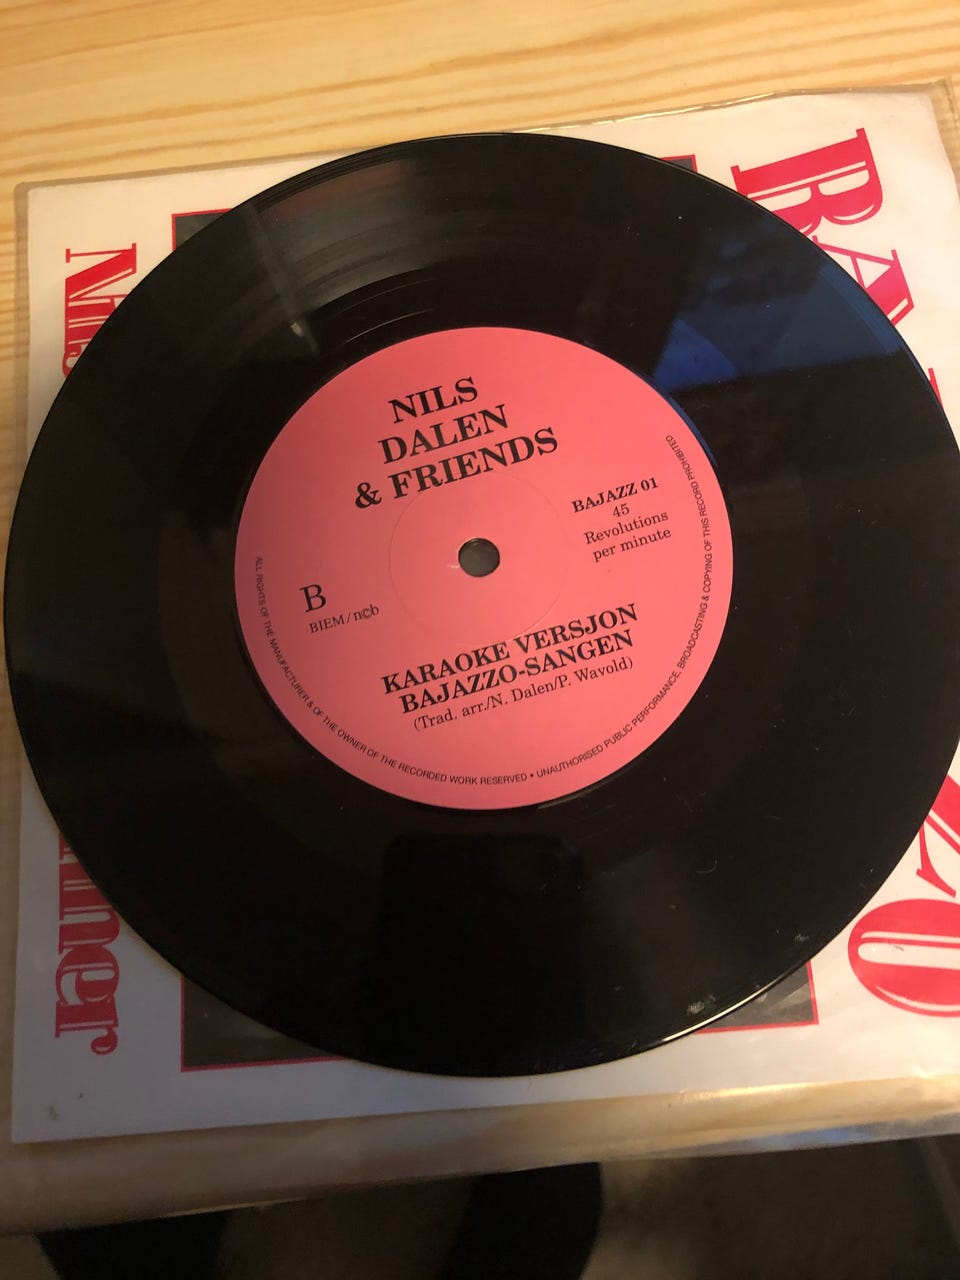 NILS
DALEN
& FRIENDS
BAJAZZ 01
45
Revolutions
per minute
B
BIEM / n©b
KARAOKE VERSJON
BAJAZZO-SANGEN
(Trad. arr./N. Dalen/P. Wavold)
ALL RIGHTS OF THE MANUFACTURER & OF THE OWNER OF THE RECORDED WORK RESERVED • UNAUTHORISED PUBLIC PERFORMANCE, BROADCASTING & COPYING OF THIS RECORD PROHIBITED